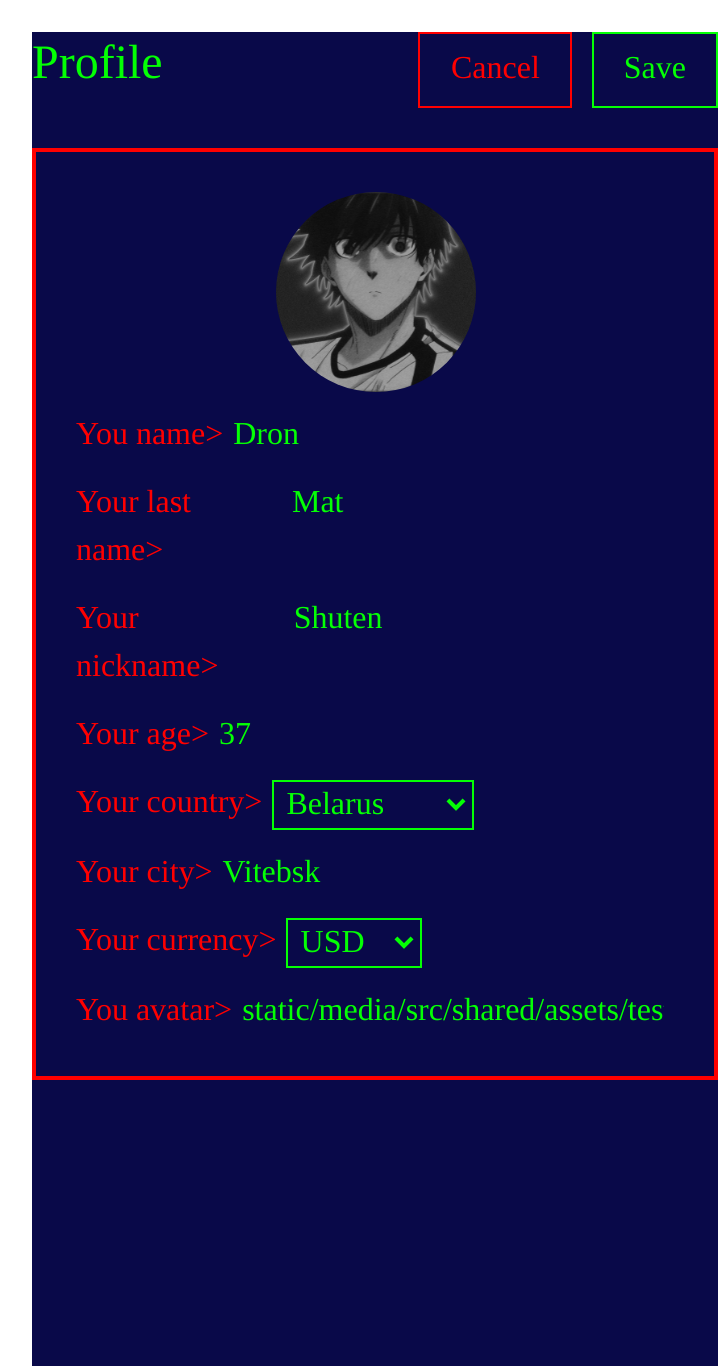 Profile Cancel Save
You name> Dron
Your last Mat
name>
Your Shuten
nickname>
Your age> 37
Your country> Belarus
Your city> Vitebsk
Your currency> USD
You avatar> static/media/src/shared/assets/tes